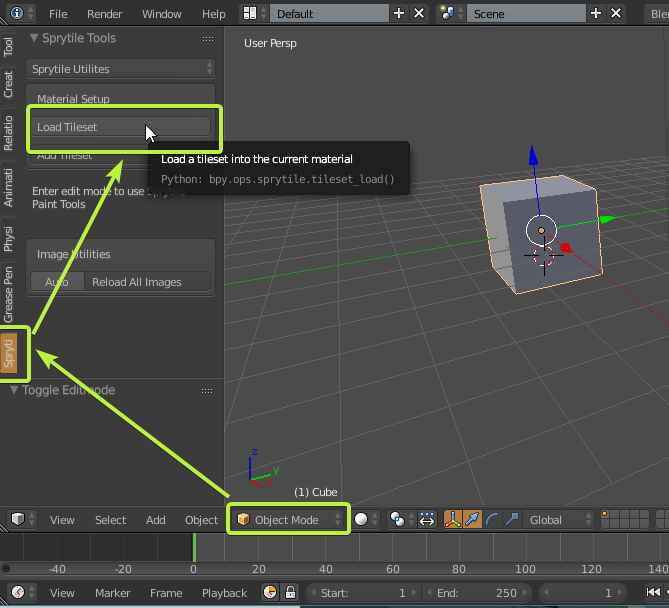 File Render Window Help Default Scene
Sprytile Tools
User Persp
Tool
Sprytile Utilites
Creat
Material Setup
Load Tileset
Relatio
Add Tileset
Load a tileset into the current material
Python: bpy.ops.sprytile.tileset_load()
Animati
Enter edit mode to use Sprytile
Paint Tools
Physi
Image Utilities
Grease Pen
Auto Reload All Images
Spryti
Toggle Editmode
z
y
x
(1) Cube
View Select Add Object Object Mode Global
-40 -20 0 20 40 60 80 100 120 140
View Marker Frame Playback Start: 1 End: 250 1